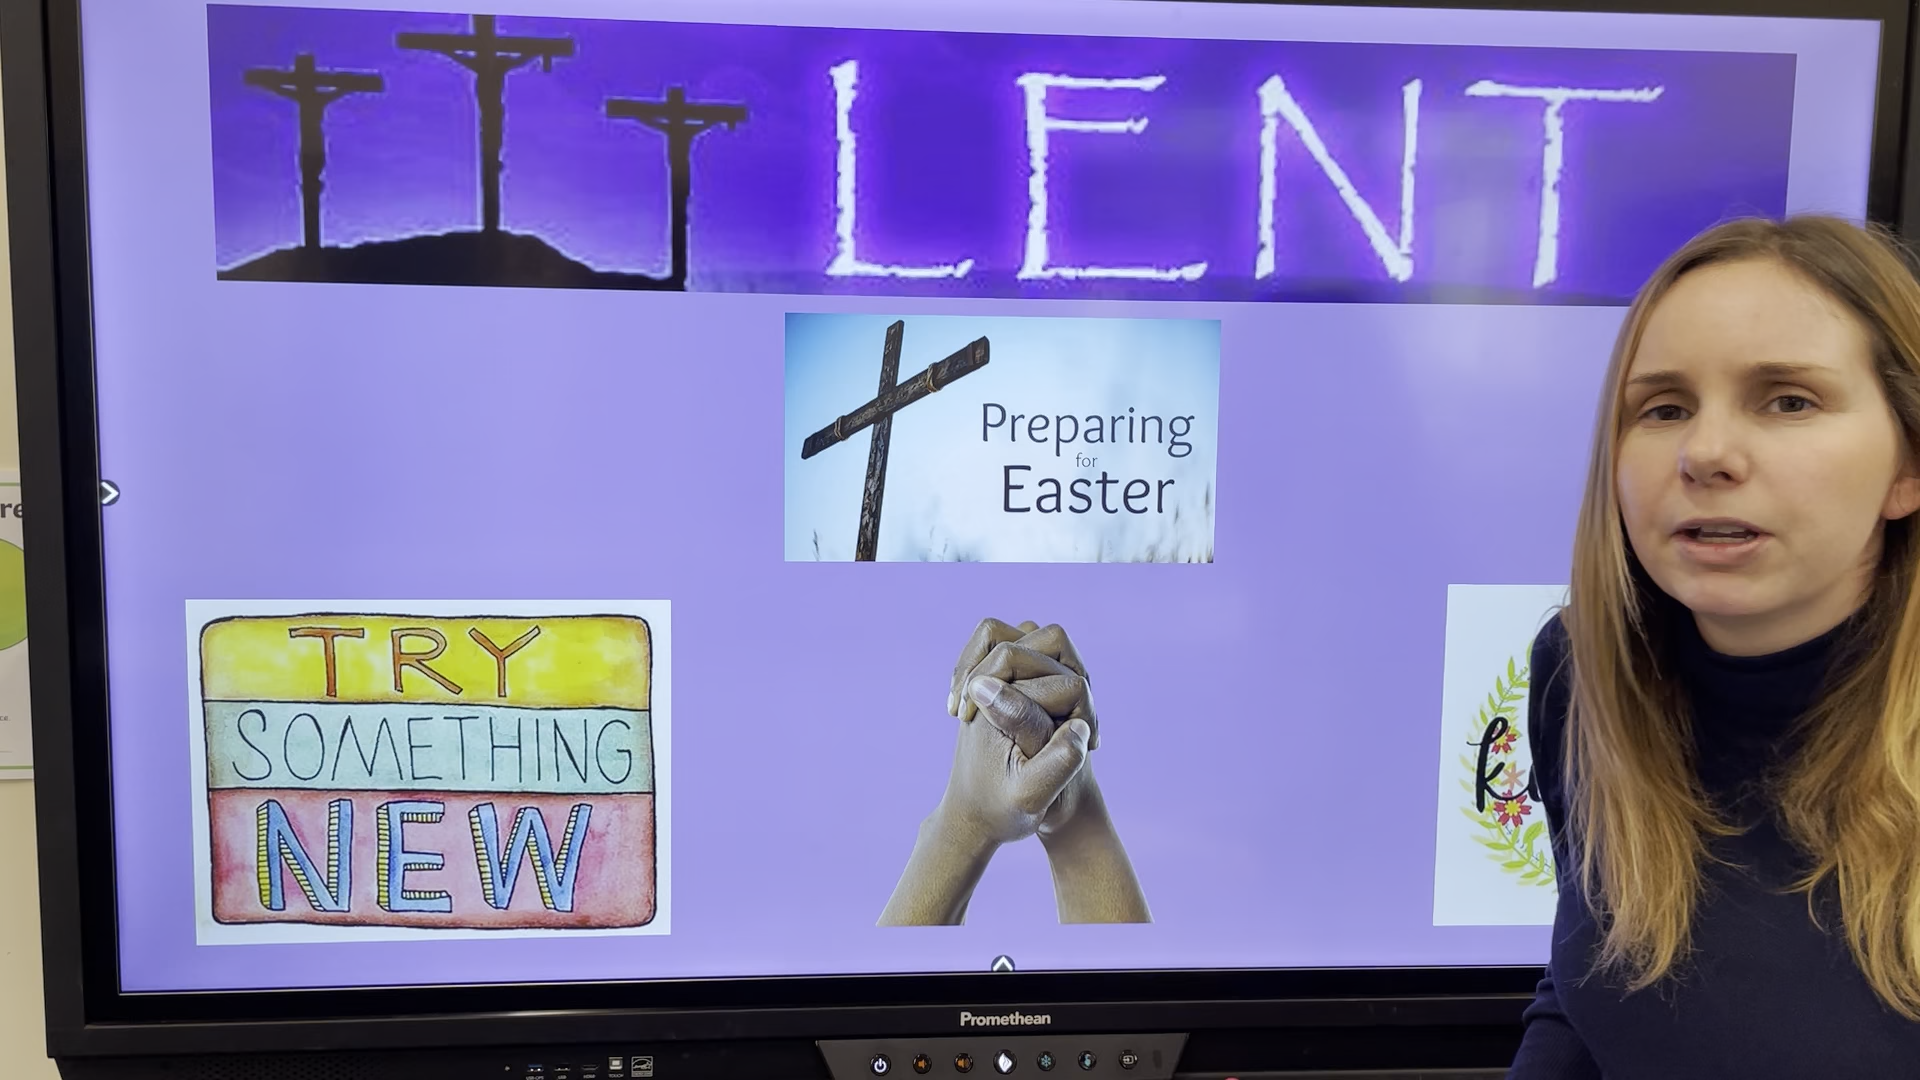 LENT
Preparing
for
Easter
TRY
SOMETHING
NEW
Promethean